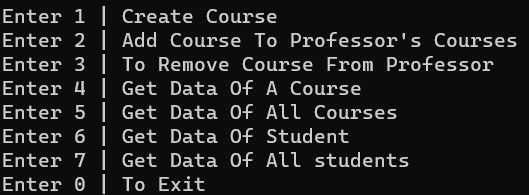 Enter 1 | Create Course
Enter 2 | Add Course To Professor's Courses
Enter 3 | To Remove Course From Professor
Enter 4 | Get Data Of A Course
Enter 5 | Get Data Of All Courses
Enter 6 | Get Data Of Student
Enter 7 | Get Data Of All students
Enter 0 | To Exit